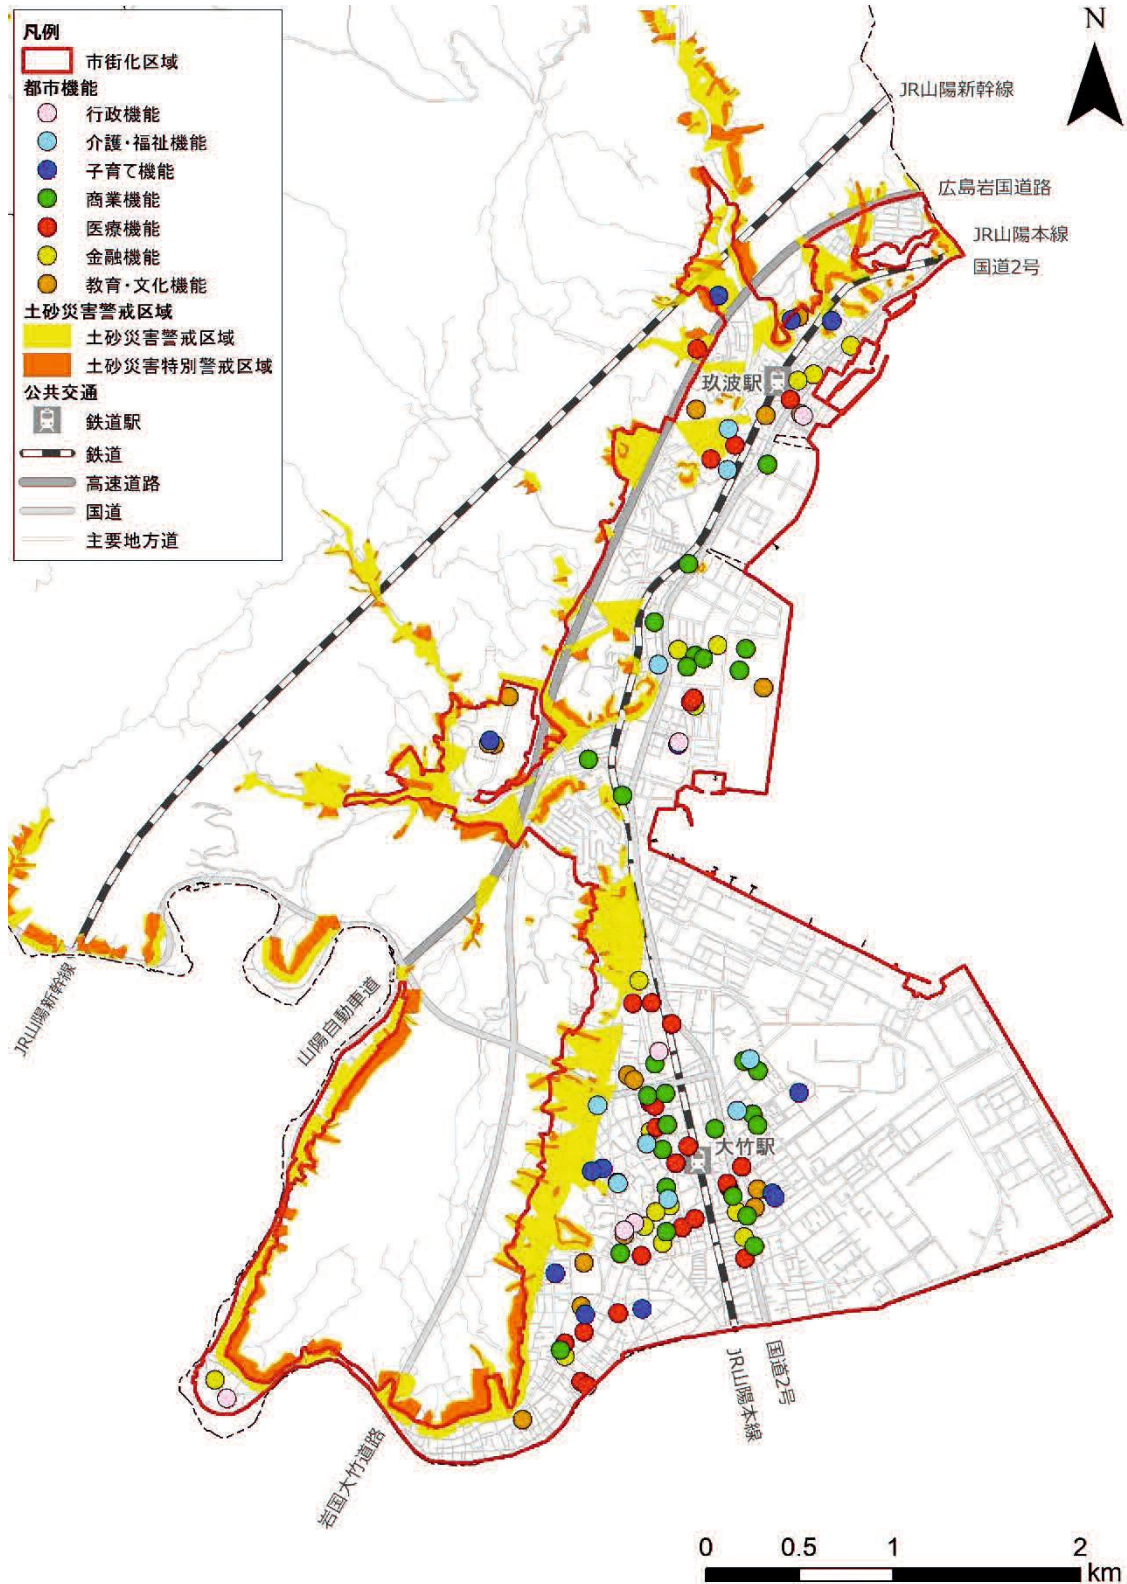 凡例
市街化区域
都市機能
行政機能
介護・福祉機能
子育て機能
商業機能
医療機能
金融機能
教育・文化機能
土砂災害警戒区域
土砂災害警戒区域
土砂災害特別警戒区域
公共交通
鉄道駅
鉄道
高速道路
国道
主要地方道
N
JR山陽新幹線
広島岩国道路
JR山陽本線
国道2号
玖波駅
JR山陽新幹線
山陽自動車道
大竹駅
岩国大竹道路
JR山陽本線
国道2号
0 0.5 1 2
km